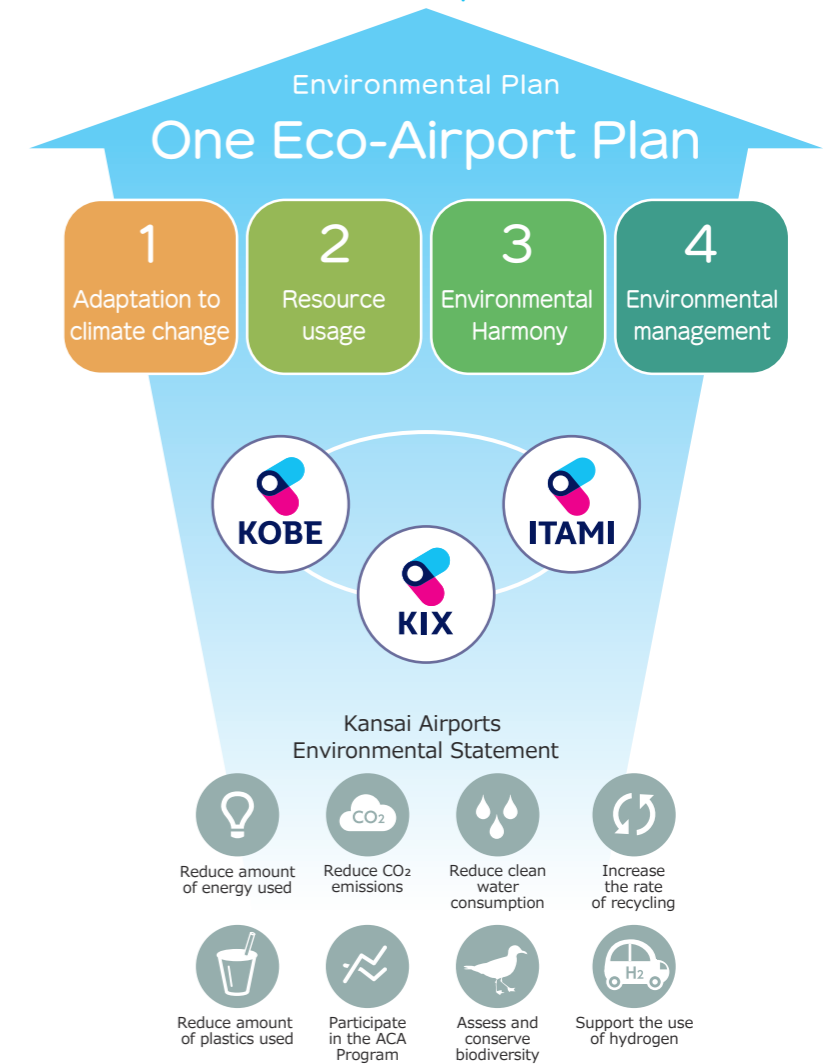 Environmental Plan
One Eco-Airport Plan
1
Adaptation to
climate change
2
Resource
usage
3
Environmental
Harmony
4
Environmental
management
KOBE
ITAMI
KIX
Kansai Airports
Environmental Statement
CO₂
Reduce amount
of energy used
Reduce CO₂
emissions
Reduce clean
water
consumption
Increase
the rate
of recycling
H₂
Reduce amount
of plastics used
Participate
in the ACA
Program
Assess and
conserve
biodiversity
Support the use
of hydrogen